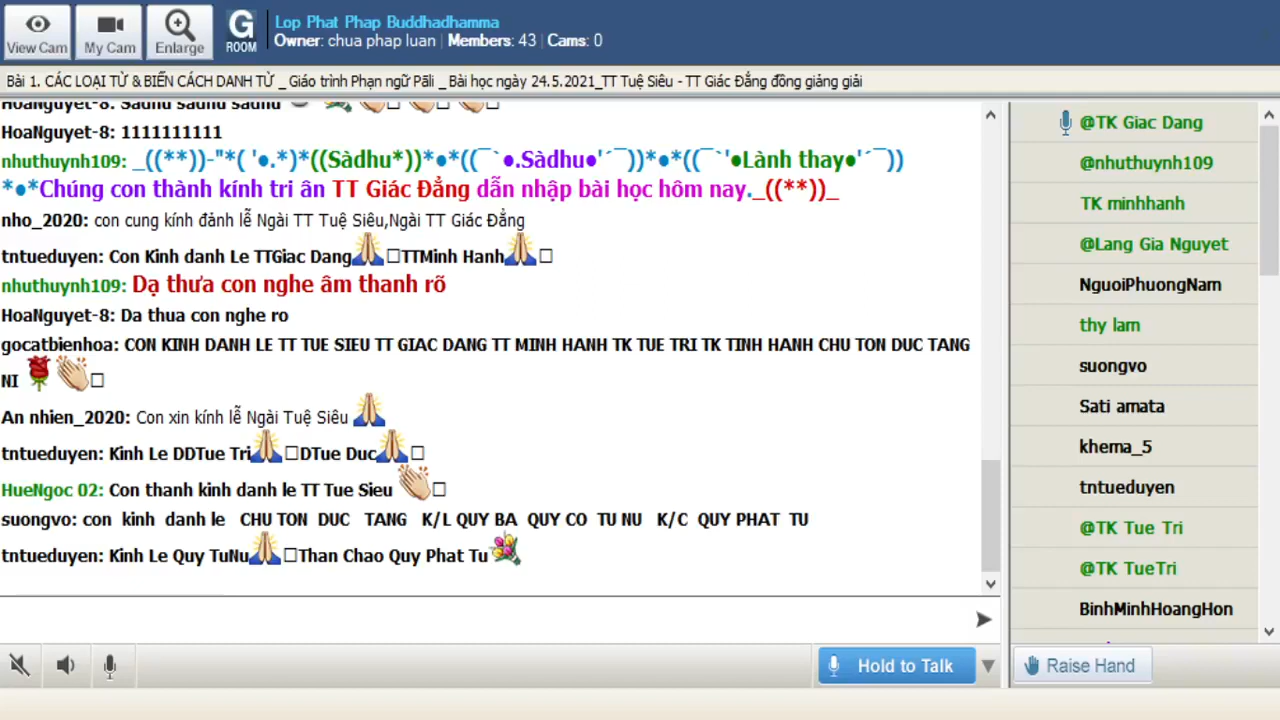 View Cam
My Cam
Enlarge
G
ROOM
Lop Phat Phap Buddhadhamma
Owner: chua phap luan | Members: 43 | Cams: 0
Bài 1. CÁC LOẠI TỪ & BIẾN CÁCH DANH TỪ _ Giáo trình Phạn ngữ Pāli _ Bài học ngày 24.5.2021_TT Tuệ Siêu - TT Giác Đẳng đồng giảng giải
HoaNguyet-8: Sadhu sadhu sadhu
HoaNguyet-8: 1111111111
nhuthuynh109: _((**))-"*( '●.*)*((Sàdhu*))*●*((¯`●.Sàdhu●'´¯))*●*((¯`'●Lành thay●'´¯))
*●*Chúng con thành kính tri ân TT Giác Đẳng dẫn nhập bài học hôm nay._((**))_
nho_2020: con cung kính đảnh lễ Ngài TT Tuệ Siêu,Ngài TT Giác Đẳng
tntueduyen: Con Kinh danh Le TTGiac Dang🙏□TTMinh Hanh🙏□
nhuthuynh109: Dạ thưa con nghe âm thanh rõ
HoaNguyet-8: Da thua con nghe ro
gocatbienhoa: CON KINH DANH LE TT TUE SIEU TT GIAC DANG TT MINH HANH TK TUE TRI TK TINH HANH CHU TON DUC TANG
NI 🌹👏□
An nhien_2020: Con xin kính lễ Ngài Tuệ Siêu 🙏
tntueduyen: Kinh Le DDTue Tri🙏□DTue Duc🙏□
HueNgoc 02: Con thanh kinh danh le TT Tue Sieu 👏□
suongvo: con kinh danh le CHU TON DUC TANG K/L QUY BA QUY CO TU NU K/C QUY PHAT TU
tntueduyen: Kinh Le Quy TuNu🙏□Than Chao Quy Phat Tu💐
Hold to Talk
@TK Giac Dang
@nhuthuynh109
TK minhhanh
@Lang Gia Nguyet
NguoiPhuongNam
thy lam
suongvo
Sati amata
khema_5
tntueduyen
@TK Tue Tri
@TK TueTri
BinhMinhHoangHon
Raise Hand